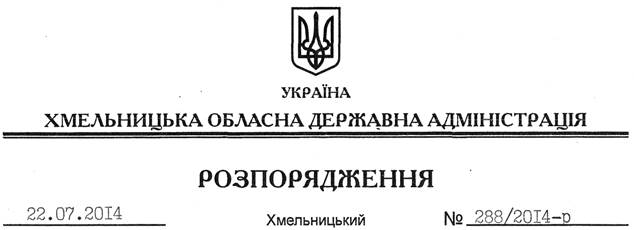 УКРАЇНА
ХМЕЛЬНИЦЬКА ОБЛАСНА ДЕРЖАВНА АДМІНІСТРАЦІЯ
РОЗПОРЯДЖЕННЯ
22.07.2014 Хмельницький № 288/2014-р